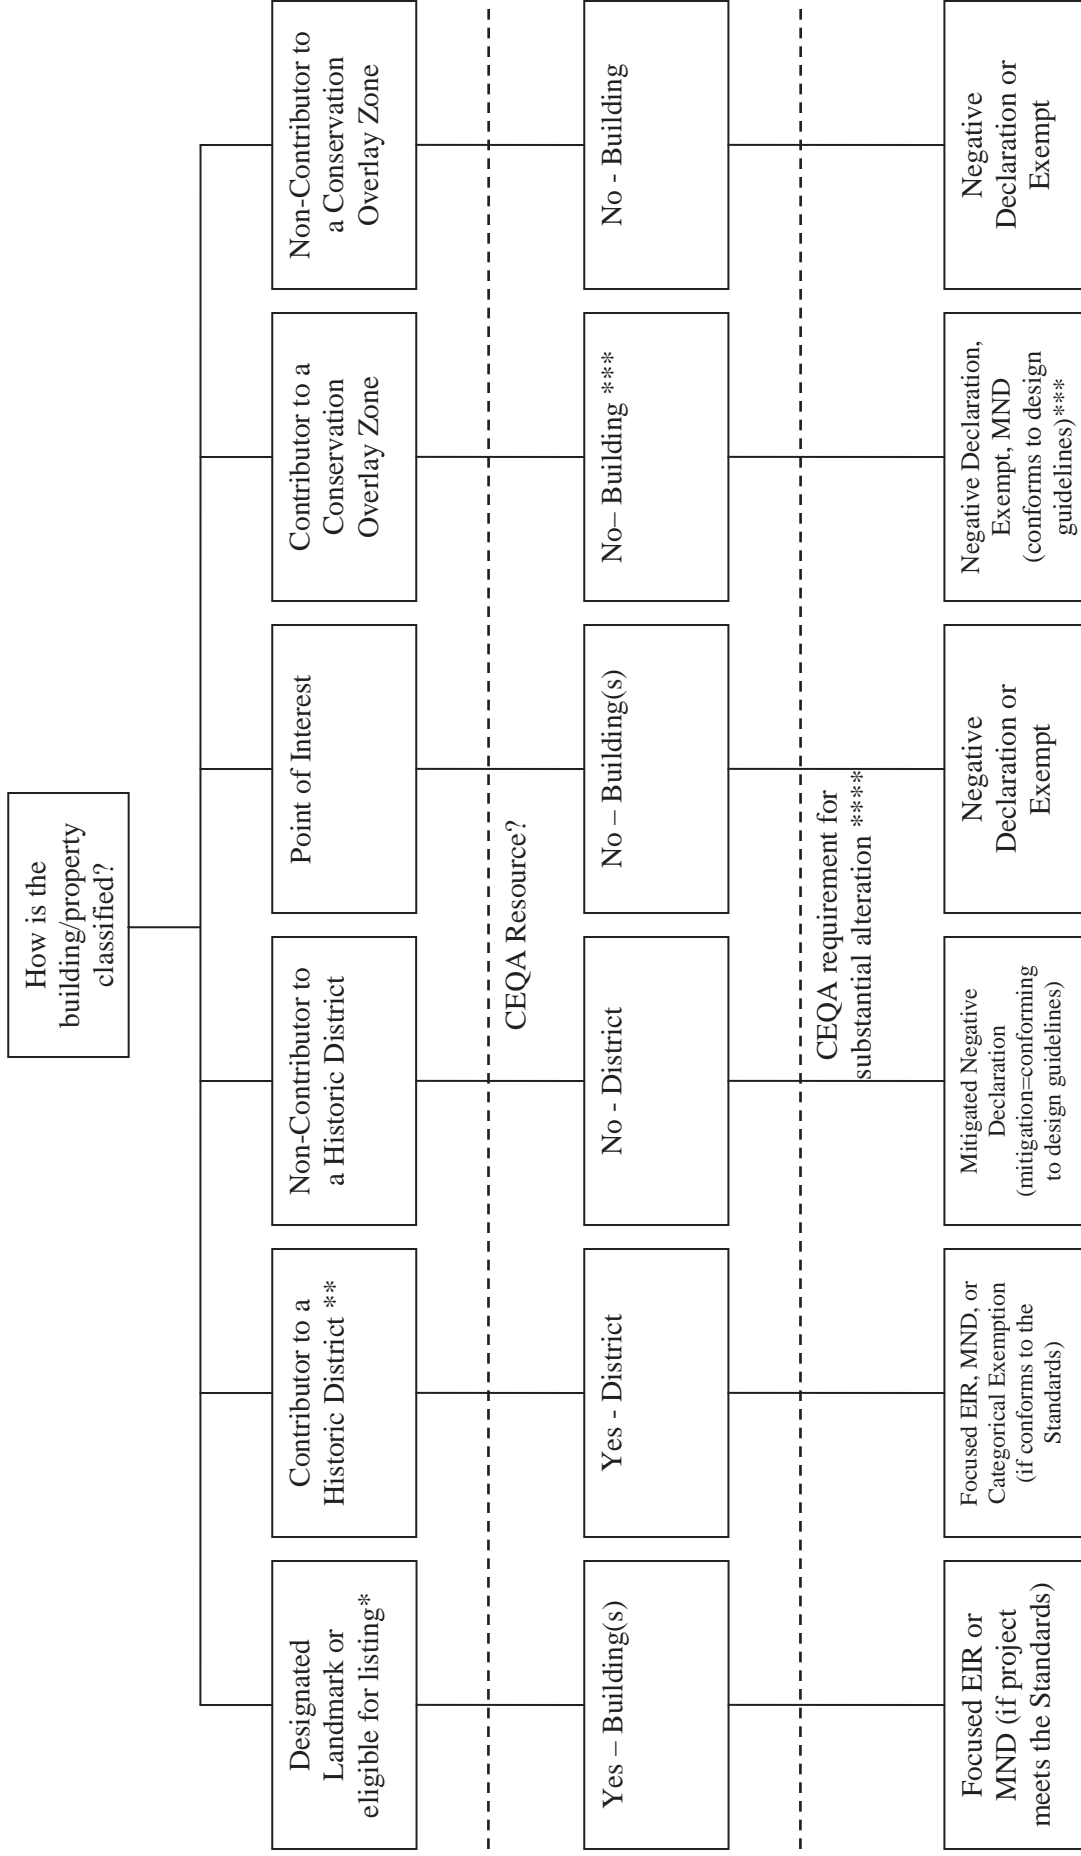 How is the
building/property
classified?
Designated
Landmark or
eligible for listing*
Contributor to a
Historic District **
Non-Contributor to
a Historic District
Point of Interest
Contributor to a
Conservation
Overlay Zone
Non-Contributor to
a Conservation
Overlay Zone
CEQA Resource?
Yes – Building(s)
Yes - District
No - District
No – Building(s)
No– Building ***
No - Building
CEQA requirement for
substantial alteration ****
Focused EIR or
MND (if project
meets the Standards)
Focused EIR, MND, or
Categorical Exemption
(if conforms to the
Standards)
Mitigated Negative
Declaration
(mitigation=conforming
to design guidelines)
Negative
Declaration or
Exempt
Negative Declaration,
Exempt, MND
(conforms to design
guidelines)***
Negative
Declaration or
Exempt